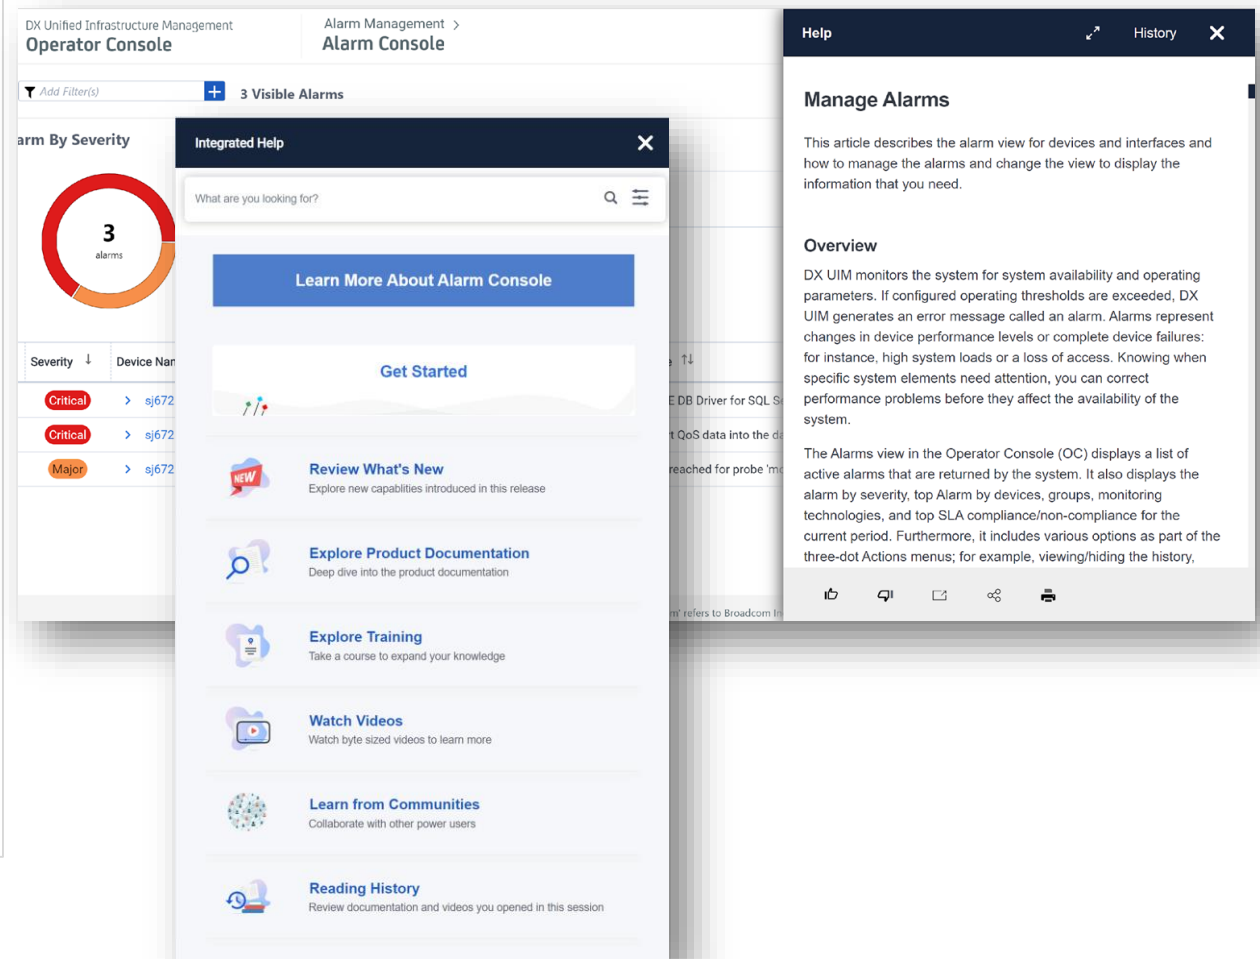 DX Unified Infrastructure Management
Operator Console
Alarm Management >
Alarm Console
Add Filter(s)
+
3 Visible Alarms
arm By Severity
3
alarms
Severity ↓
Device Nan
Critical > sj672
Critical > sj672
Major > sj672
E DB Driver for SQL Se
t QoS data into the da
reached for probe 'mo
m' refers to Broadcom In
Integrated Help
What are you looking for?
Learn More About Alarm Console
Get Started
NEW
Review What's New
Explore new capablities introduced in this release
Explore Product Documentation
Deep dive into the product documentation
Explore Training
Take a course to expand your knowledge
Watch Videos
Watch byte sized videos to learn more
Learn from Communities
Collaborate with other power users
Reading History
Review documentation and videos you opened in this session
Help
History
Manage Alarms
This article describes the alarm view for devices and interfaces and
how to manage the alarms and change the view to display the
information that you need.
Overview
DX UIM monitors the system for system availability and operating
parameters. If configured operating thresholds are exceeded, DX
UIM generates an error message called an alarm. Alarms represent
changes in device performance levels or complete device failures:
for instance, high system loads or a loss of access. Knowing when
specific system elements need attention, you can correct
performance problems before they affect the availability of the
system.
The Alarms view in the Operator Console (OC) displays a list of
active alarms that are returned by the system. It also displays the
alarm by severity, top Alarm by devices, groups, monitoring
technologies, and top SLA compliance/non-compliance for the
current period. Furthermore, it includes various options as part of the
three-dot Actions menus; for example, viewing/hiding the history,